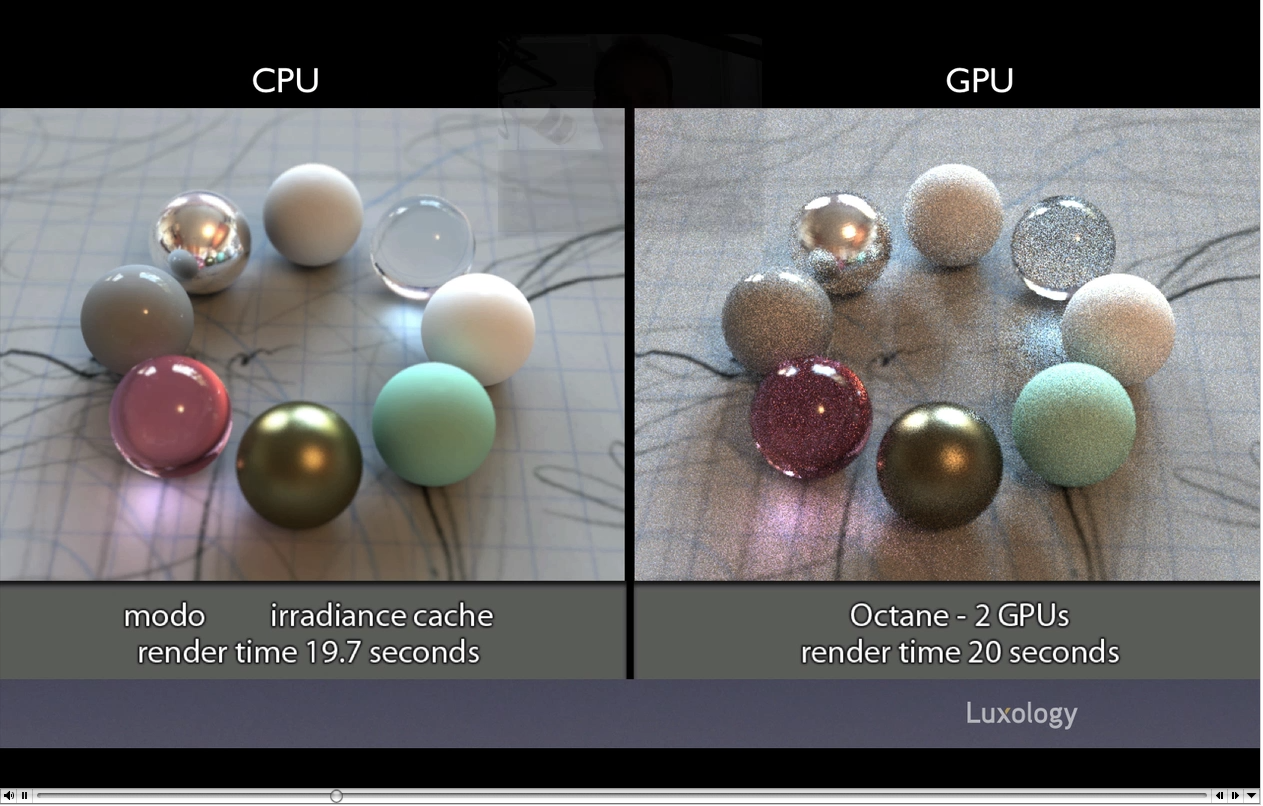 CPU
GPU
modo irradiance cache
render time 19.7 seconds
Octane - 2 GPUs
render time 20 seconds
Luxology